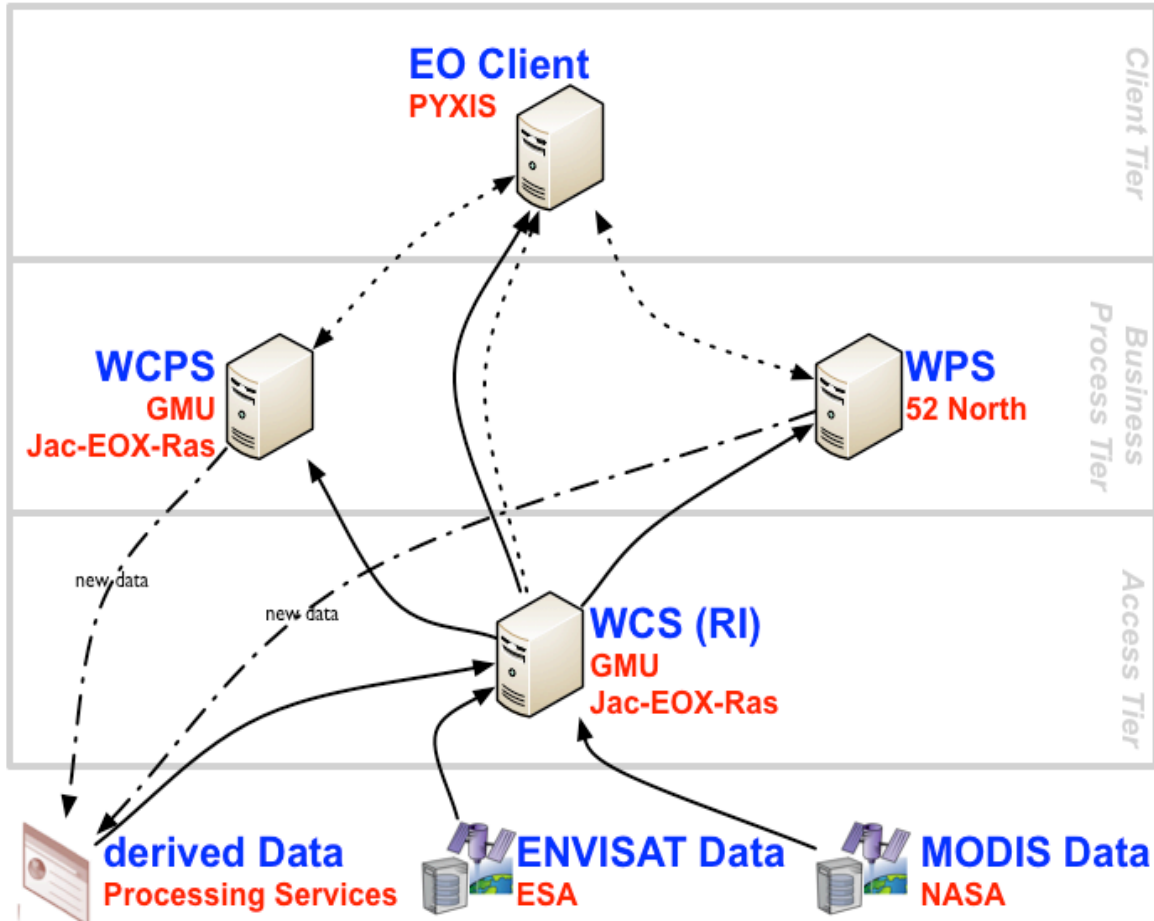 EO Client
PYXIS
Client Tier
WCPS
GMU
Jac-EOX-Ras
WPS
52 North
Business
Process Tier
new data
new data
WCS (RI)
GMU
Jac-EOX-Ras
Access Tier
derived Data
Processing Services
ENVISAT Data
ESA
MODIS Data
NASA